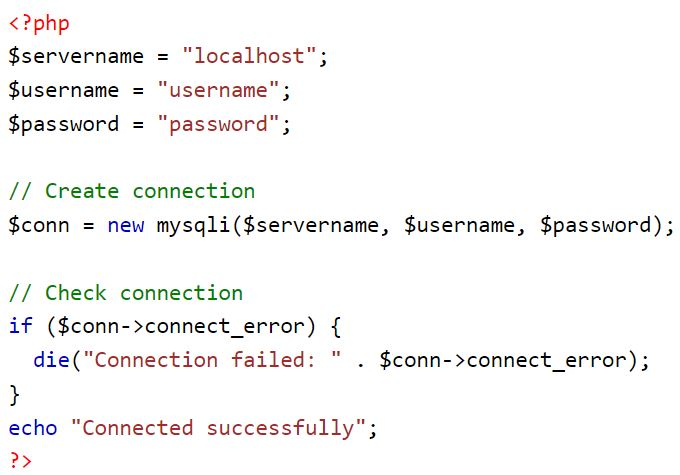 <?php
$servername = "localhost";
$username = "username";
$password = "password";

// Create connection
$conn = new mysqli($servername, $username, $password);

// Check connection
if ($conn->connect_error) {
  die("Connection failed: " . $conn->connect_error);
}
echo "Connected successfully";
?>